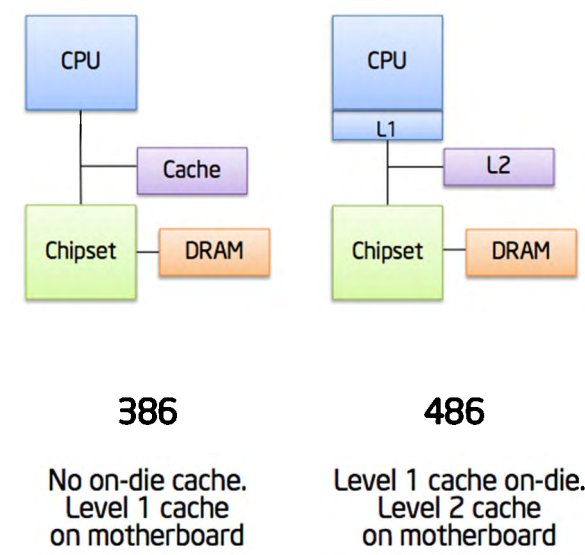 CPU
Cache
Chipset
DRAM
386
No on-die cache.
Level 1 cache
on motherboard
CPU
L1
L2
Chipset
DRAM
486
Level 1 cache on-die.
Level 2 cache
on motherboard